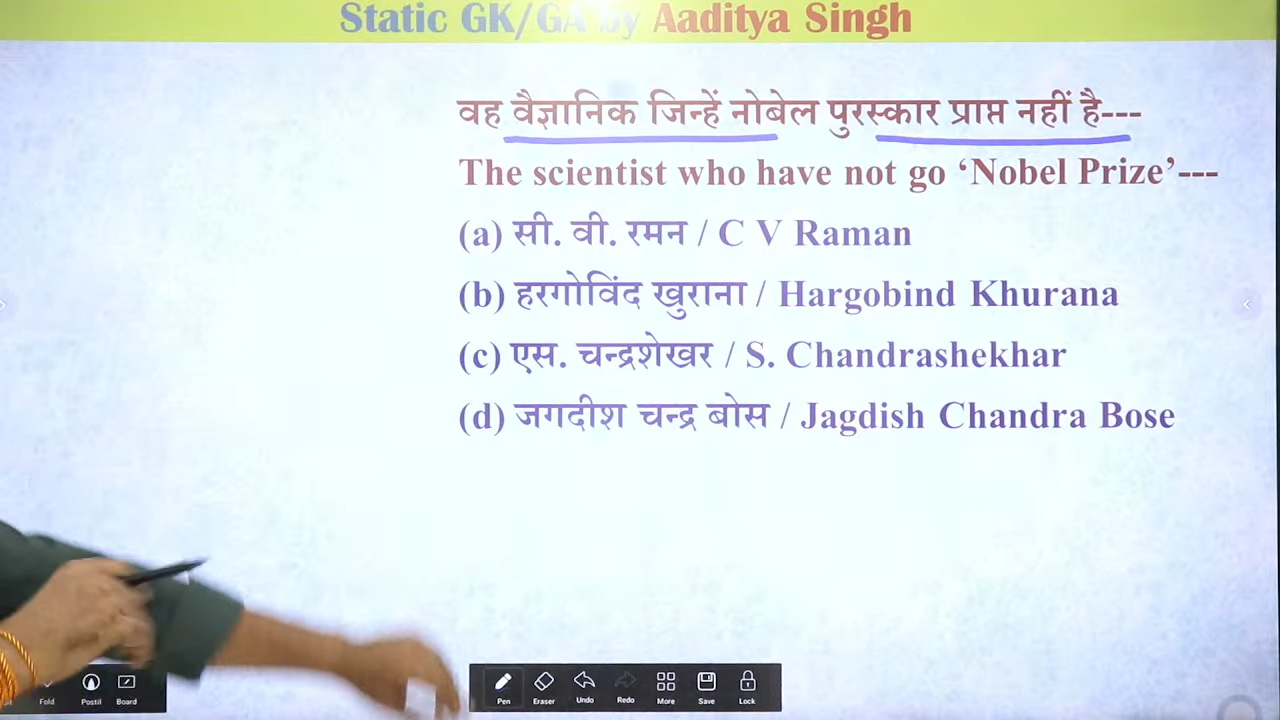 Static GK/GA by Aaditya Singh
वह वैज्ञानिक जिन्हें नोबेल पुरस्कार प्राप्त नहीं है---
The scientist who have not go ‘Nobel Prize’---
(a) सी. वी. रमन / C V Raman
(b) हरगोविंद खुराना / Hargobind Khurana
(c) एस. चन्द्रशेखर / S. Chandrashekhar
(d) जगदीश चन्द्र बोस / Jagdish Chandra Bose
Fold Postil Board Pen Eraser Undo Redo More Save Lock